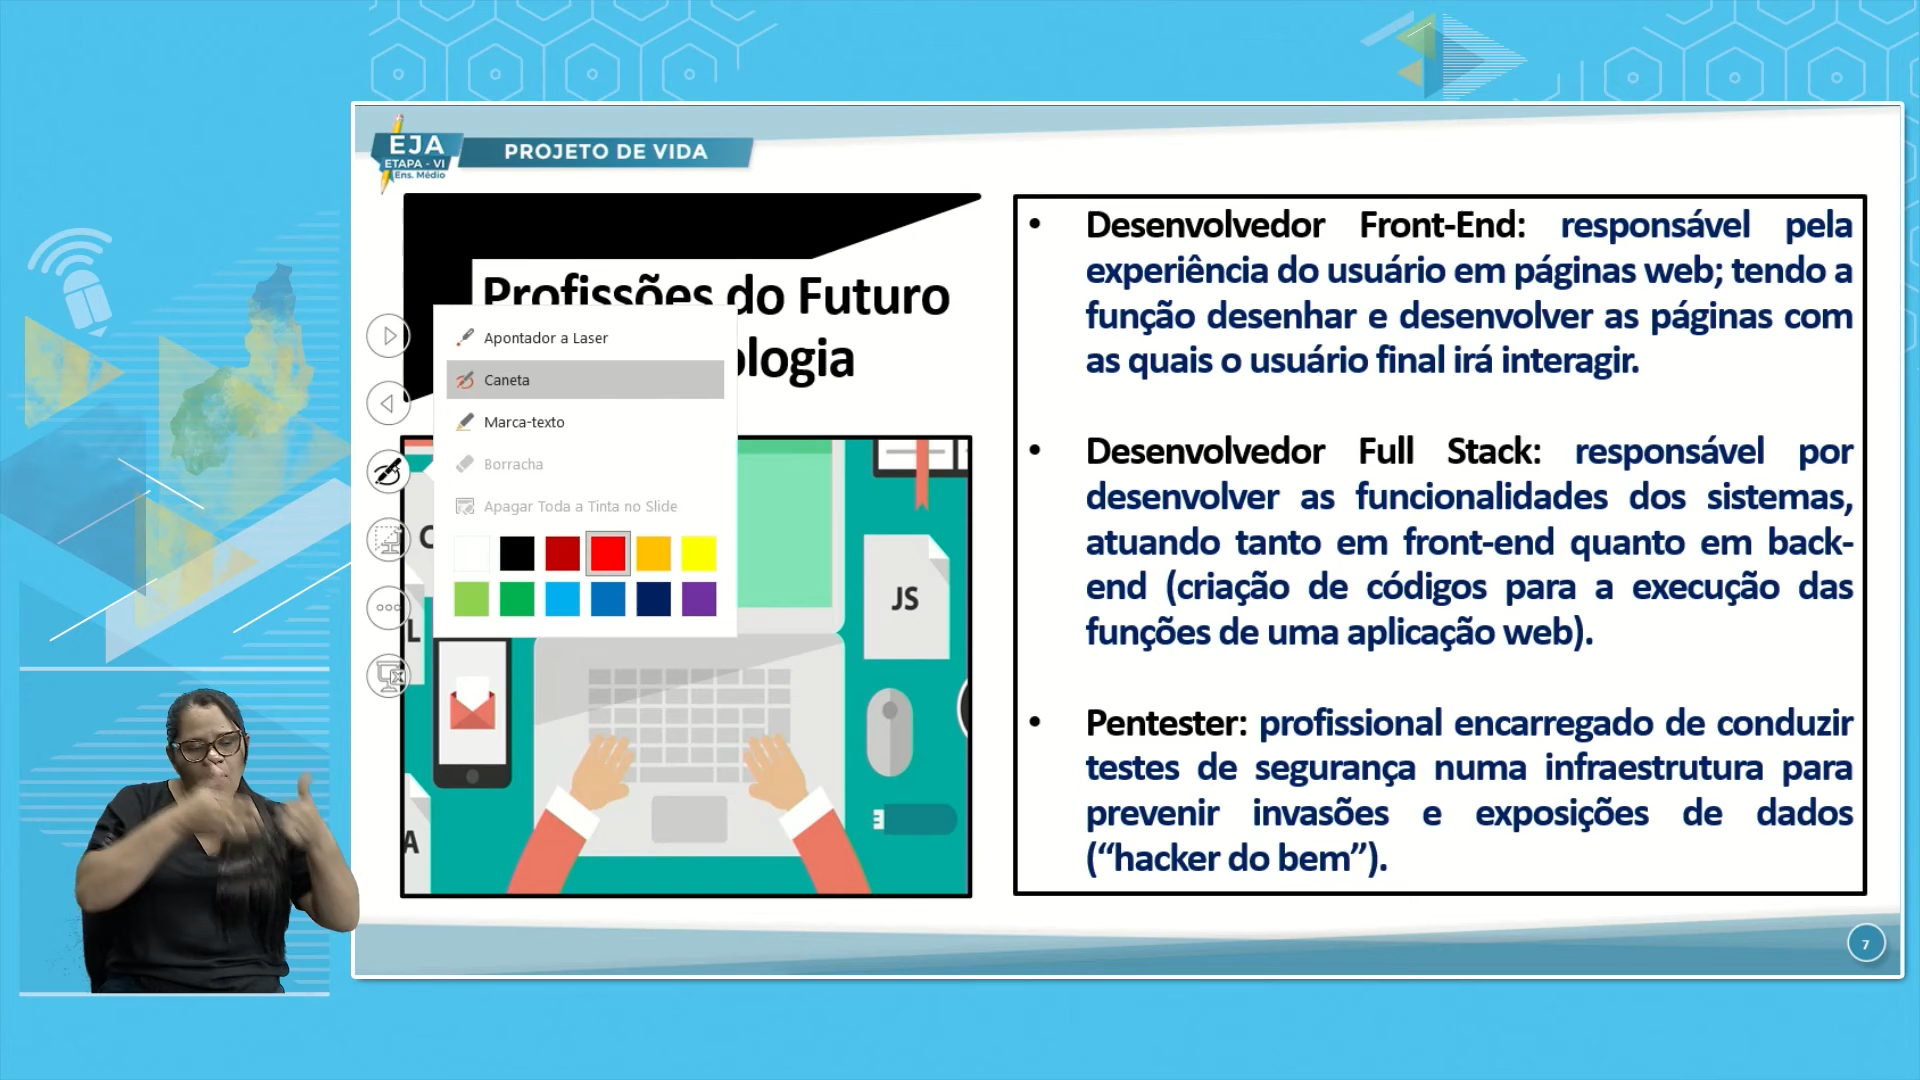 EJA
ETAPA - VI
Ens. Médio
PROJETO DE VIDA
Profissões do Futuro
ologia
Apontador a Laser
Caneta
Marca-texto
Borracha
Apagar Toda a Tinta no Slide
C
L
A
JS
• Desenvolvedor Front-End: responsável pela
experiência do usuário em páginas web; tendo a
função desenhar e desenvolver as páginas com
as quais o usuário final irá interagir.
• Desenvolvedor Full Stack: responsável por
desenvolver as funcionalidades dos sistemas,
atuando tanto em front-end quanto em back-
end (criação de códigos para a execução das
funções de uma aplicação web).
• Pentester: profissional encarregado de conduzir
testes de segurança numa infraestrutura para
prevenir invasões e exposições de dados
(“hacker do bem”).
7